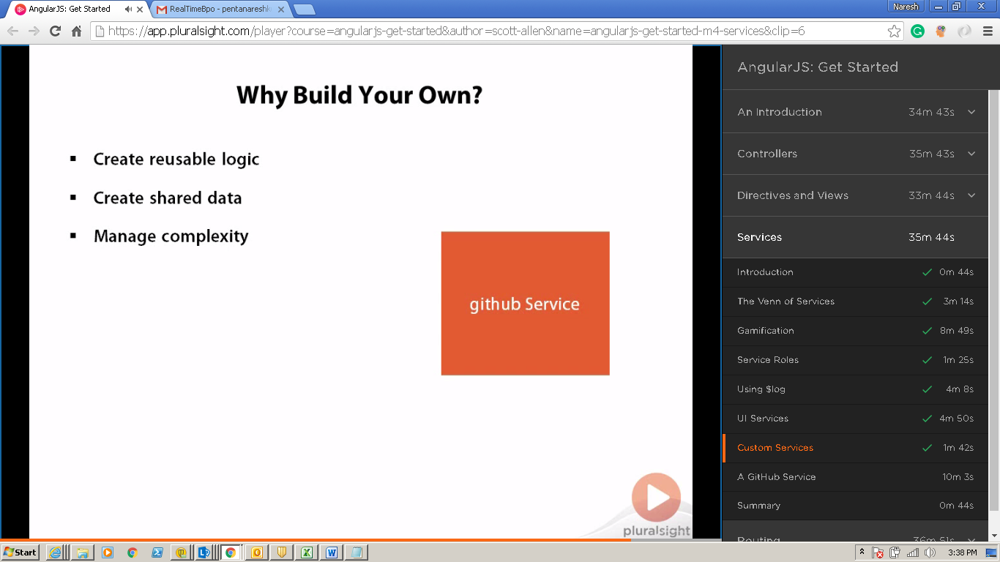 AngularJS: Get Started
RealTimeBpo - pentanareshk
Naresh
https://app.pluralsight.com/player?course=angularjs-get-started&author=scott-allen&name=angularjs-get-started-m4-services&clip=6
Why Build Your Own?
▪ Create reusable logic
▪ Create shared data
▪ Manage complexity
github Service
pluralsight
AngularJS: Get Started
An Introduction 34m 43s
Controllers 35m 43s
Directives and Views 33m 44s
Services 35m 44s
Introduction 0m 44s
The Venn of Services 3m 14s
Gamification 8m 49s
Service Roles 1m 25s
Using $log 4m 8s
UI Services 4m 50s
Custom Services 1m 42s
A GitHub Service 10m 3s
Summary 0m 44s
Routing 36m 51s
Start
3:38 PM